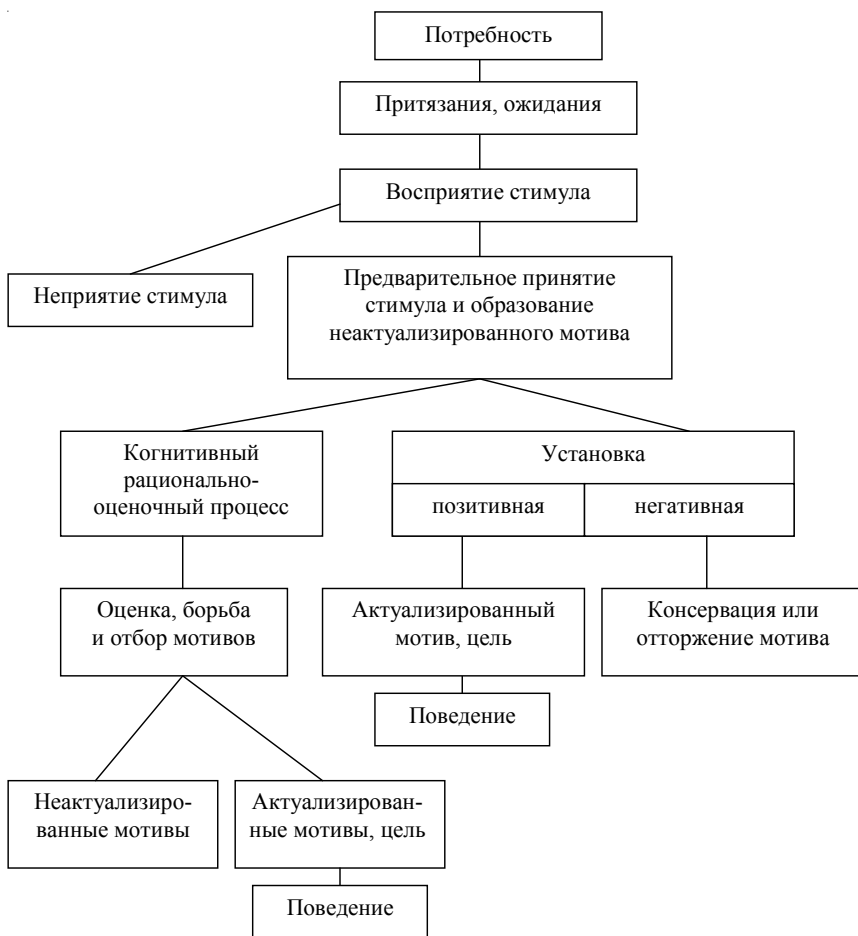 Потребность
Притязания, ожидания
Восприятие стимула
Неприятие стимула
Предварительное принятие
стимула и образование
неактуализированного мотива
Когнитивный
рационально-
оценочный процесс
Установка
позитивная
негативная
Оценка, борьба
и отбор мотивов
Актуализированный
мотив, цель
Консервация или
отторжение мотива
Поведение
Неактуализиро-
ванные мотивы
Актуализирован-
ные мотивы, цель
Поведение